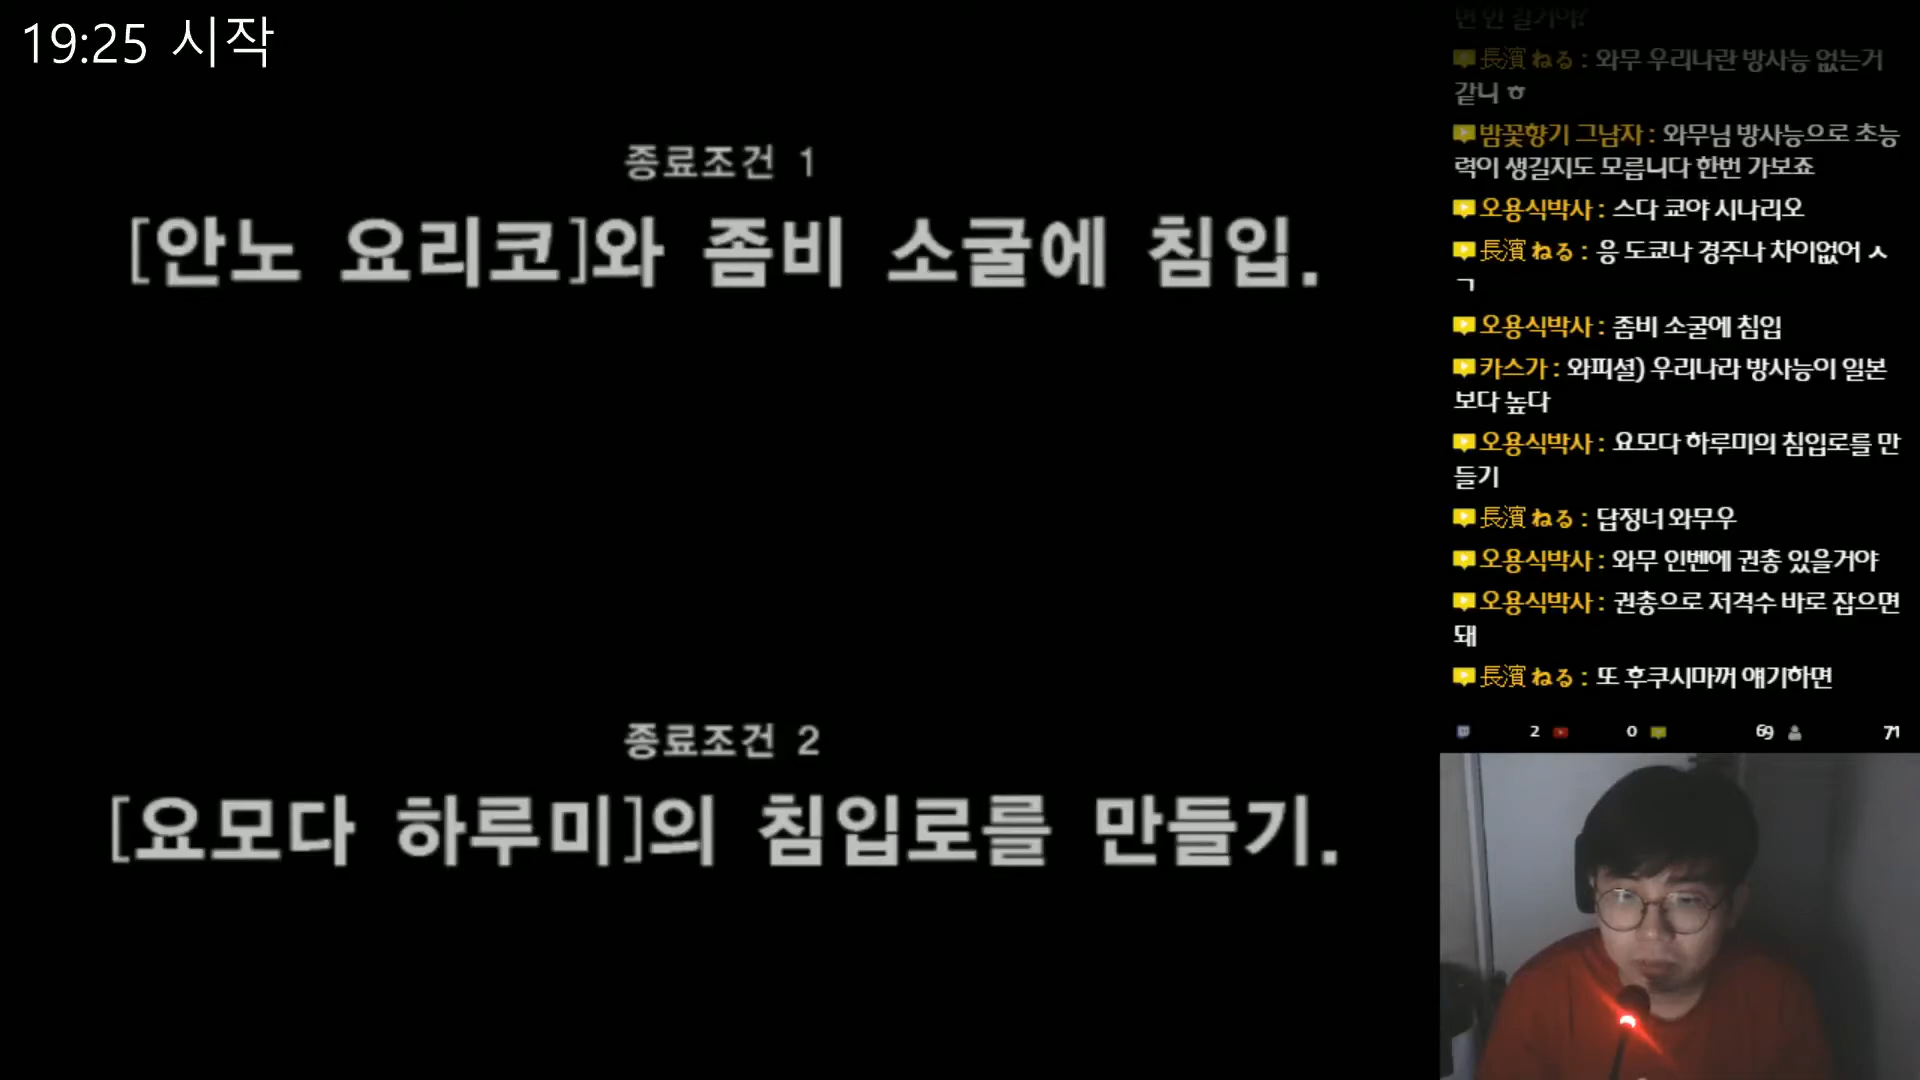 19:25 시작
종료조건 1
[안노 요리코]와 좀비 소굴에 침입.
종료조건 2
[요모다 하루미]의 침입로를 만들기.
長濱 ねる : 와무 우리나란 방사능 없는거
같니 ㅎ
밤꽃향기 그남자 : 와무님 방사능으로 초능
력이 생길지도 모릅니다 한번 가보죠
오용식박사 : 스다 쿄야 시나리오
長濱 ねる : 응 도쿄나 경주나 차이없어 ㅅ
ㄱ
오용식박사 : 좀비 소굴에 침입
카스가 : 와피셜) 우리나라 방사능이 일본
보다 높다
오용식박사 : 요모다 하루미의 침입로를 만
들기
長濱 ねる : 답정너 와무우
오용식박사 : 와무 인벤에 권총 있을거야
오용식박사 : 권총으로 저격수 바로 잡으면
돼
長濱 ねる : 또 후쿠시마꺼 얘기하면
2 0 69 71